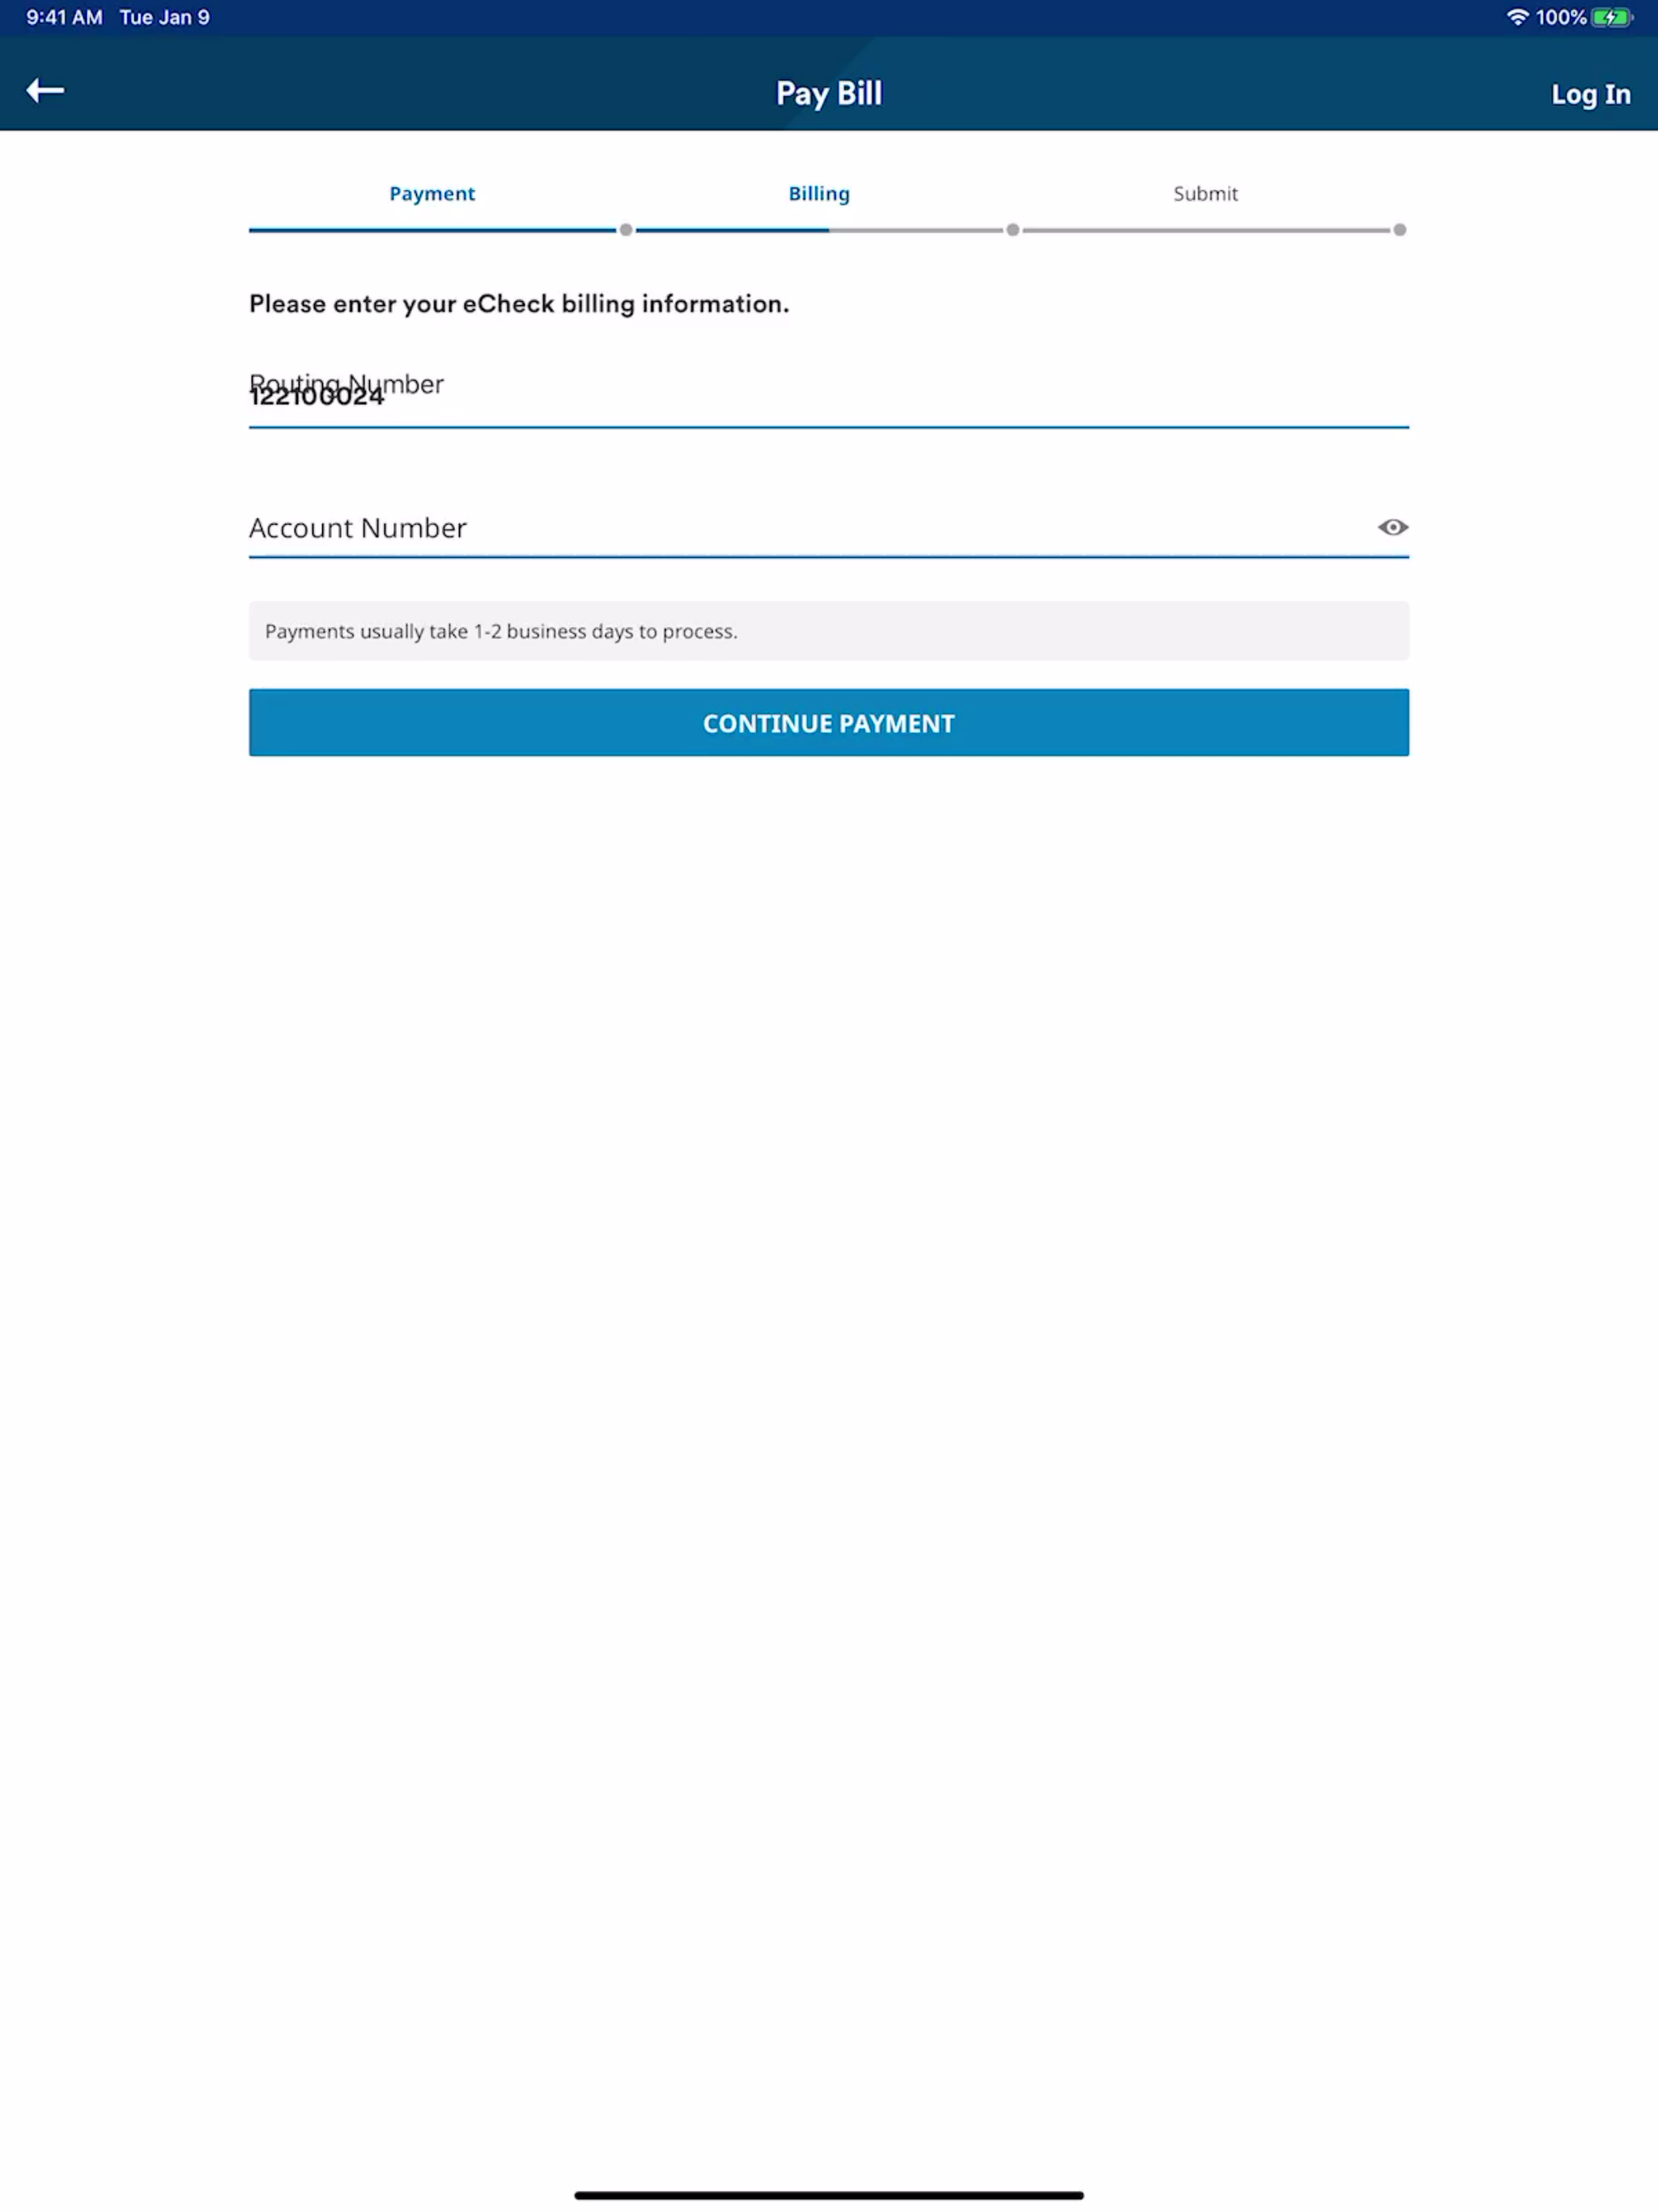 9:41 AM Tue Jan 9 100%
Pay Bill
Log In
Payment Billing Submit
Please enter your eCheck billing information.
Routing Number
122100024
Account Number
Payments usually take 1-2 business days to process.
CONTINUE PAYMENT